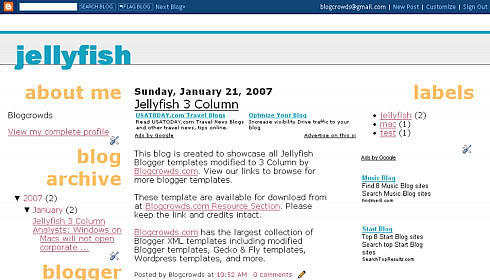 SEARCH BLOG
FLAG BLOG
Next Blog»
blogcrowds@gmail.com | New Post | Customize | Sign Out
jellyfish
about me
Blogcrowds
View my complete profile
blog
archive
▼ 2007 (2)
▼ January (2)
Jellyfish 3 Column
Analysts: Windows on
Macs will not open
corporate ...
blogger
Sunday, January 21, 2007
Jellyfish 3 Column
USATODAY.com Travel Blogs
Read USATODAY.com Travel News Blogs
and other travel news, tips online.
Optimize Your Blog
Increase visibility Drive traffic to your
blog.
Ads by Google
Advertise on this si
This blog is created to showcase all Jellyfish
Blogger templates modified to 3 Column by
Blogcrowds.com. View our links to browse for
more blogger templates.
These template are available for download from
at Blogcrowds.com Resource Section. Please
keep the link and credits intact.
Blogcrowds.com has the largest collection of
Blogger XML templates including modified
Blogger templates, Gecko & Fly templates,
Wordpress templates, and more.
Posted by Blogcrowds at 10:52 AM 0 comments
labels
• jellyfish (2)
• mac (1)
• test (1)
Ads by Google
Music Blog
Find 8 Music Blog sites
Search Music Blog sites
findmes8.com
Start Blog
Top 8 Start Blog sites
Search top Start Blog
sites
SearchTopResults.com